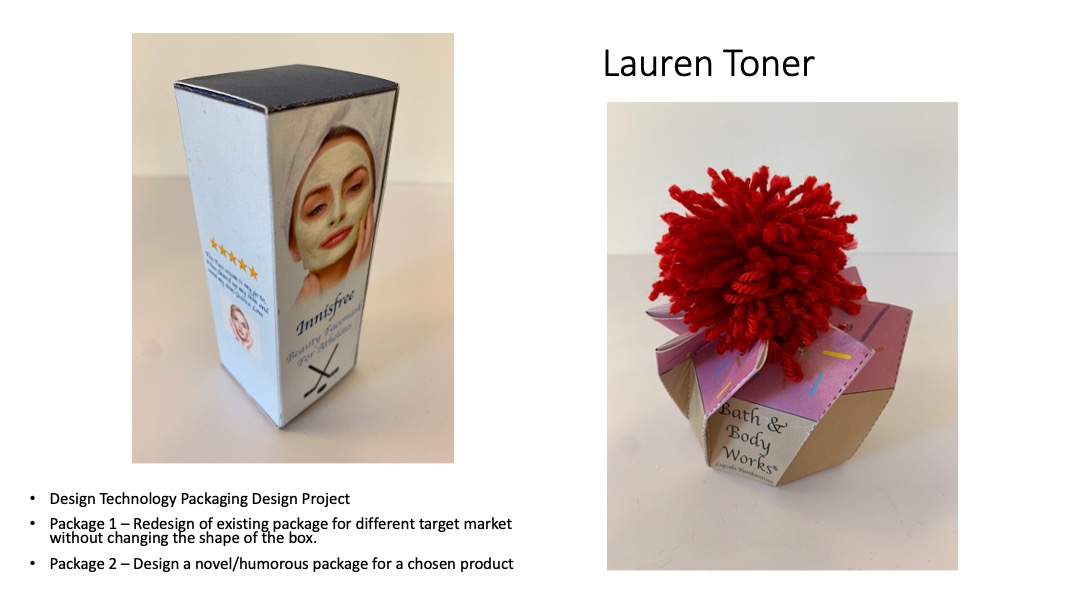 Lauren Toner
Innisfree
Beauty Facemask
For Athletes
Bath &
Body
Works®
• Design Technology Packaging Design Project
• Package 1 – Redesign of existing package for different target market
without changing the shape of the box.
• Package 2 – Design a novel/humorous package for a chosen product